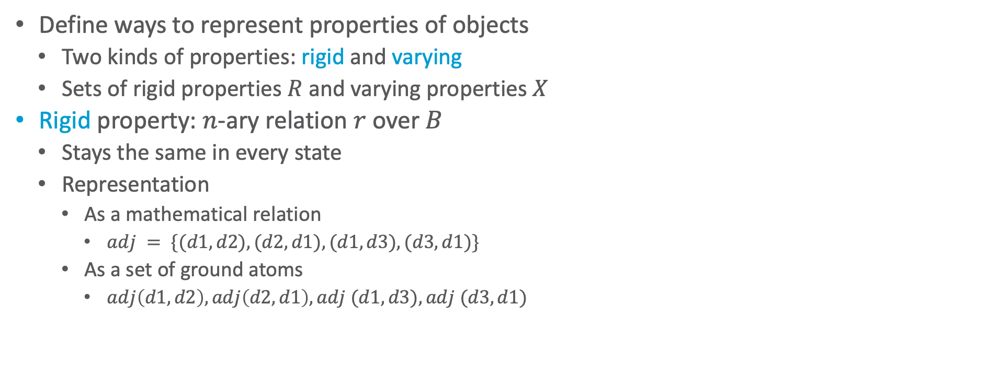 • Define ways to represent properties of objects
• Two kinds of properties: rigid and varying
• Sets of rigid properties R and varying properties X
• Rigid property: n-ary relation r over B
• Stays the same in every state
• Representation
• As a mathematical relation
• adj = {(d1, d2), (d2, d1), (d1, d3), (d3, d1)}
• As a set of ground atoms
• adj(d1, d2), adj(d2, d1), adj (d1, d3), adj (d3, d1)